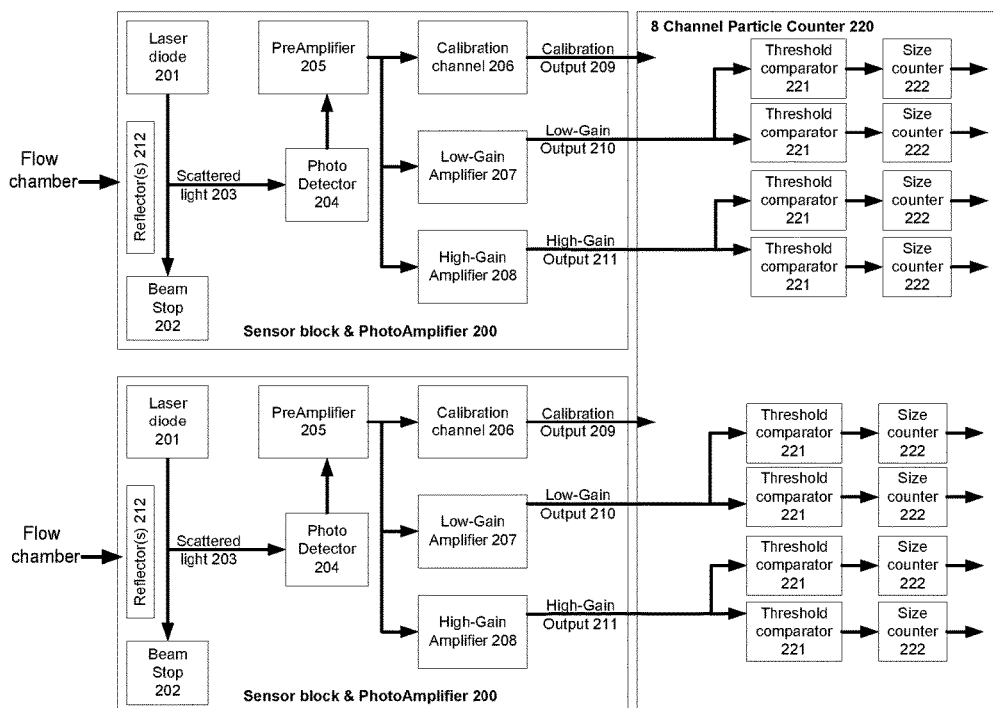 8 Channel Particle Counter 220
Laser
diode
201
PreAmplifier
205
Calibration
channel 206
Calibration
Output 209
Threshold
comparator
221
Size
counter
222
Low-Gain
Output 210
Threshold
comparator
221
Size
counter
222
Flow
chamber
Reflector(s) 212
Scattered
light 203
Photo
Detector
204
Low-Gain
Amplifier 207
Threshold
comparator
221
Size
counter
222
High-Gain
Amplifier 208
High-Gain
Output 211
Threshold
comparator
221
Size
counter
222
Beam
Stop
202
Sensor block & PhotoAmplifier 200
Laser
diode
201
PreAmplifier
205
Calibration
channel 206
Calibration
Output 209
Threshold
comparator
221
Size
counter
222
Low-Gain
Output 210
Threshold
comparator
221
Size
counter
222
Flow
chamber
Reflector(s) 212
Scattered
light 203
Photo
Detector
204
Low-Gain
Amplifier 207
Threshold
comparator
221
Size
counter
222
High-Gain
Amplifier 208
High-Gain
Output 211
Threshold
comparator
221
Size
counter
222
Beam
Stop
202
Sensor block & PhotoAmplifier 200